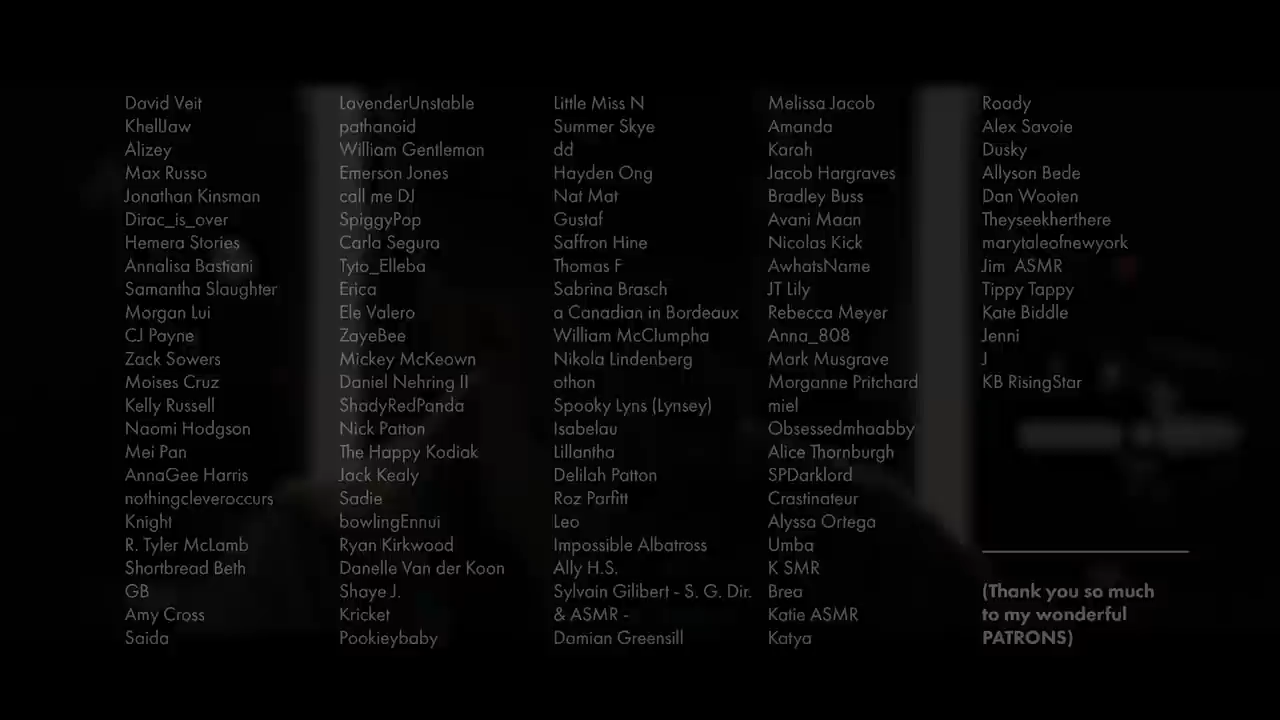 David Veit
KhellJaw
Alizey
Max Russo
Jonathan Kinsman
Dirac_is_over
Hemera Stories
Annalisa Bastiani
Samantha Slaughter
Morgan Lui
CJ Payne
Zack Sowers
Moises Cruz
Kelly Russell
Naomi Hodgson
Mei Pan
AnnaGee Harris
nothingcleveroccurs
Knight
R. Tyler McLamb
Shortbread Beth
GB
Amy Cross
Saida
LavenderUnstable
pathanoid
William Gentleman
Emerson Jones
call me DJ
SpiggyPop
Carla Segura
Tyto_Elleba
Erica
Ele Valero
ZayeBee
Mickey McKeown
Daniel Nehring II
ShadyRedPanda
Nick Patton
The Happy Kodiak
Jack Kealy
Sadie
bowlingEnnui
Ryan Kirkwood
Danelle Van der Koon
Shaye J.
Kricket
Pookieybaby
Little Miss N
Summer Skye
dd
Hayden Ong
Nat Mat
Gustaf
Saffron Hine
Thomas F
Sabrina Brasch
a Canadian in Bordeaux
William McClumpha
Nikola Lindenberg
othon
Spooky Lyns (Lynsey)
Isabelau
Lillantha
Delilah Patton
Roz Parfitt
Leo
Impossible Albatross
Ally H.S.
Sylvain Gilibert - S. G. Dir.
& ASMR -
Damian Greensill
Melissa Jacob
Amanda
Karah
Jacob Hargraves
Bradley Buss
Avani Maan
Nicolas Kick
AwhatsName
JT Lily
Rebecca Meyer
Anna_808
Mark Musgrave
Morganne Pritchard
miel
Obsessedmhaabby
Alice Thornburgh
SPDarklord
Crastinateur
Alyssa Ortega
Umba
K SMR
Brea
Katie ASMR
Katya
Roady
Alex Savoie
Dusky
Allyson Bede
Dan Wooten
Theyseekherthere
marytaleofnewyork
Jim  ASMR
Tippy Tappy
Kate Biddle
Jenni
J
KB RisingStar
(Thank you so much
to my wonderful
PATRONS)